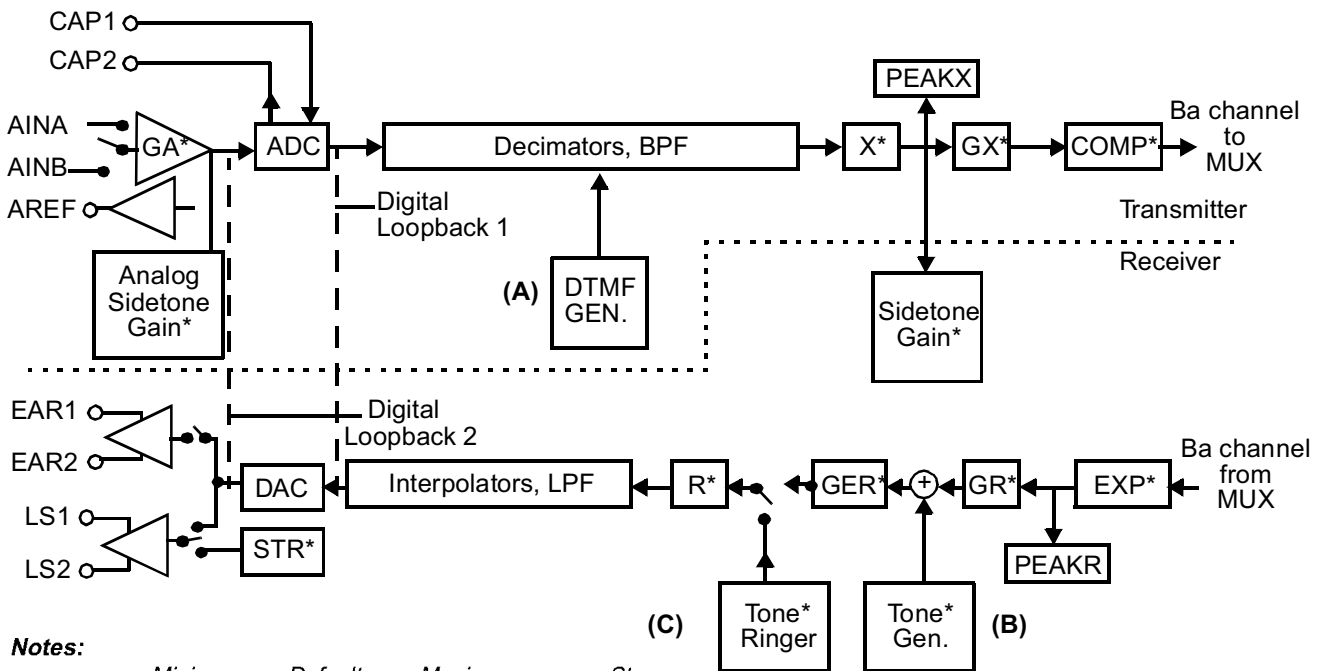 CAP1
CAP2
PEAKX
AINA
AINB
AREF
GA*
ADC
Decimators, BPF
X*
GX*
COMP*
Ba channel
to
MUX
Digital
Loopback 1
Transmitter
Receiver
Analog
Sidetone
Gain*
(A)
DTMF
GEN.
Sidetone
Gain*
EAR1
EAR2
Digital
Loopback 2
LS1
LS2
DAC
STR*
Interpolators, LPF
R*
GER*
+
GR*
EXP*
Ba channel
from
MUX
PEAKR
(C)
Tone*
Ringer
Tone*
Gen.
(B)
Notes: